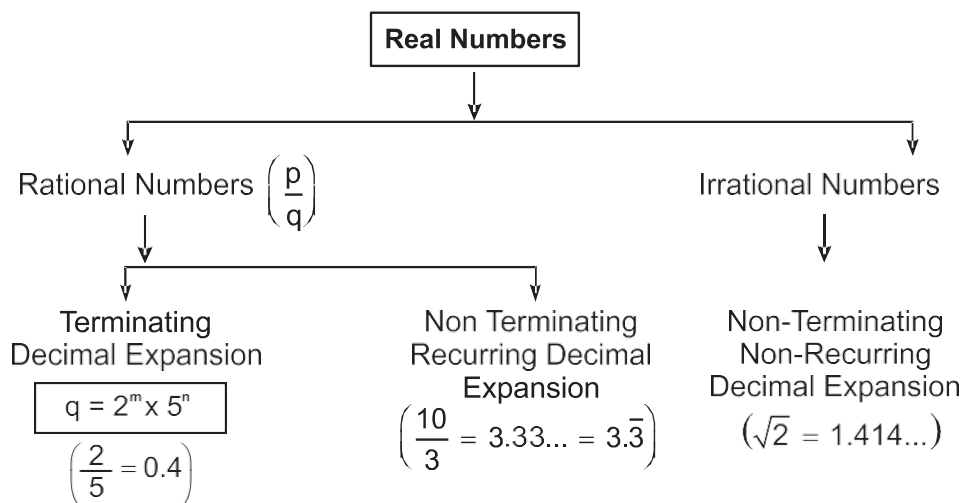 Real Numbers
Rational Numbers (p/q)
Irrational Numbers
Terminating
Decimal Expansion
q = 2^m x 5^n
(2/5 = 0.4)
Non Terminating
Recurring Decimal
Expansion
(10/3 = 3.33... = 3.3̅)
Non-Terminating
Non-Recurring
Decimal Expansion
(√2 = 1.414...)